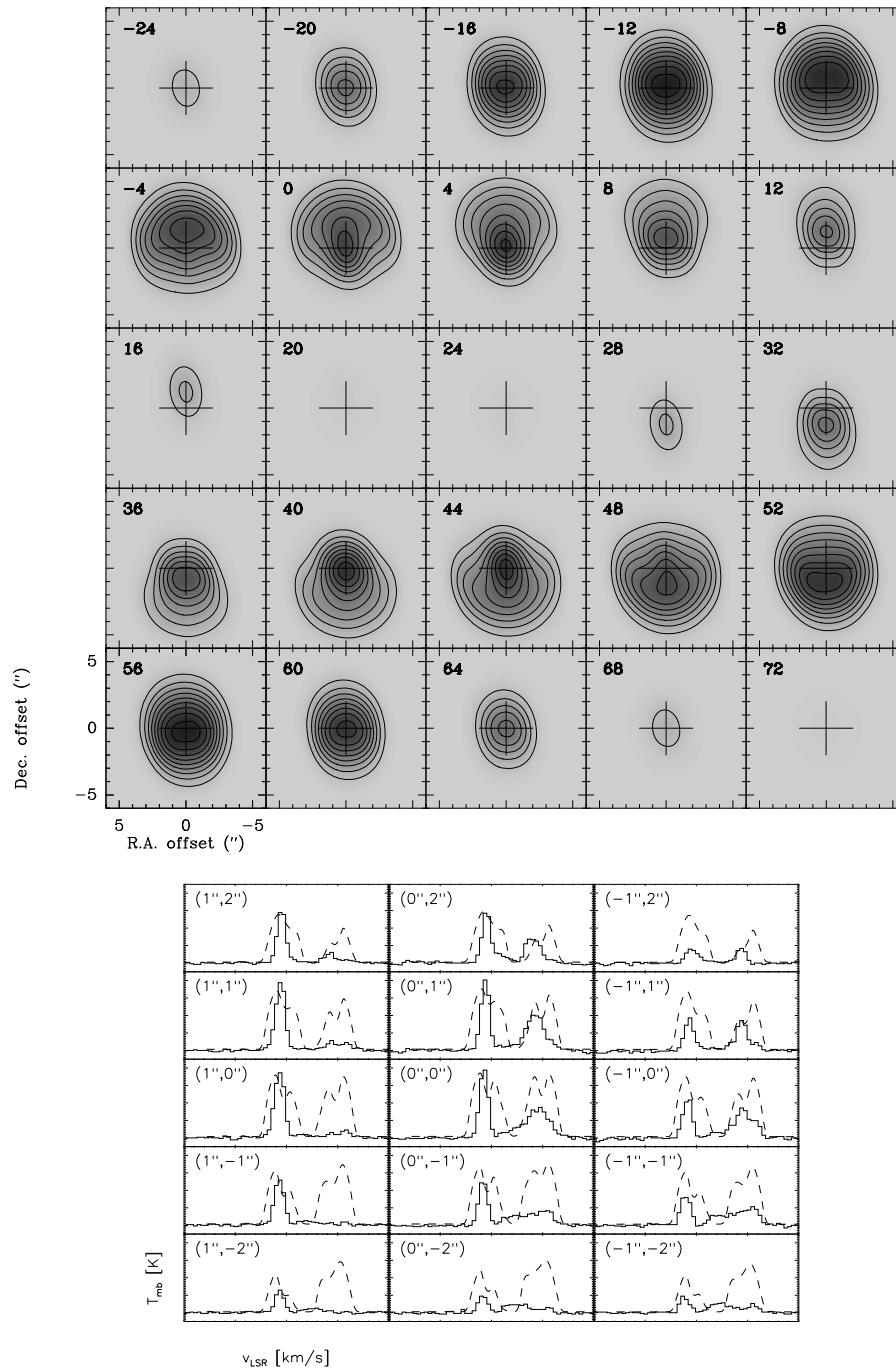 -24 -20 -16 -12 -8
-4 0 4 8 12
16 20 24 28 32
36 40 44 48 52
56 60 64 68 72
5
0
-5
Dec. offset (")
5 0 -5
R.A. offset (")
(1",2") (0",2") (-1",2")
(1",1") (0",1") (-1",1")
(1",0") (0",0") (-1",0")
(1",-1") (0",-1") (-1",-1")
(1",-2") (0",-2") (-1",-2")
Tmb [K]
vLSR [km/s]